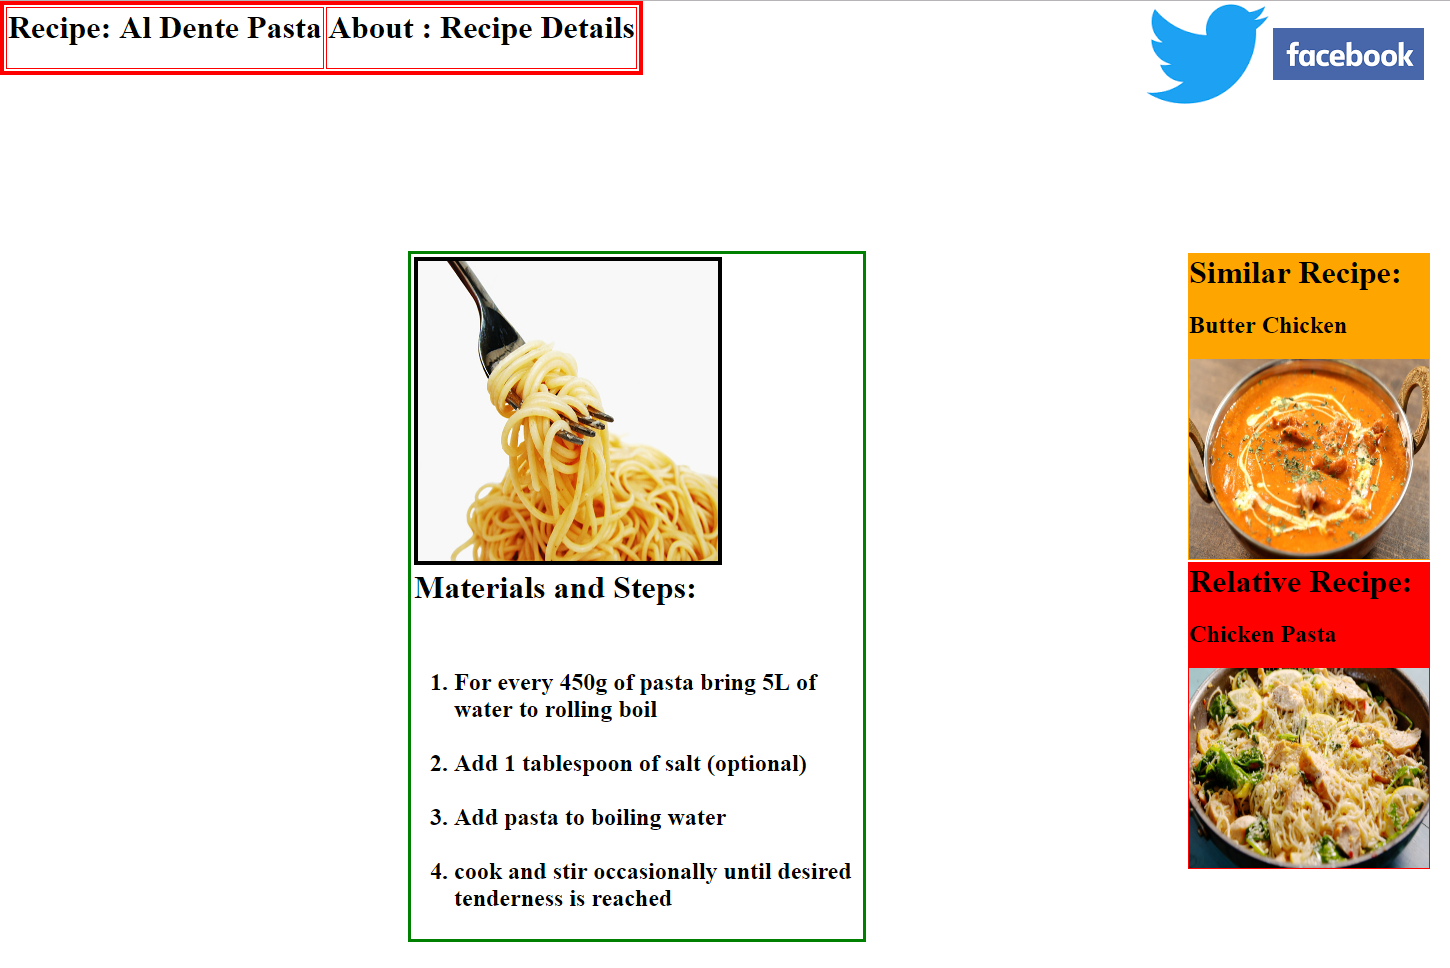 Recipe: Al Dente Pasta
About : Recipe Details
facebook
Materials and Steps:
1. For every 450g of pasta bring 5L of
water to rolling boil
2. Add 1 tablespoon of salt (optional)
3. Add pasta to boiling water
4. cook and stir occasionally until desired
tenderness is reached
Similar Recipe:
Butter Chicken
Relative Recipe:
Chicken Pasta